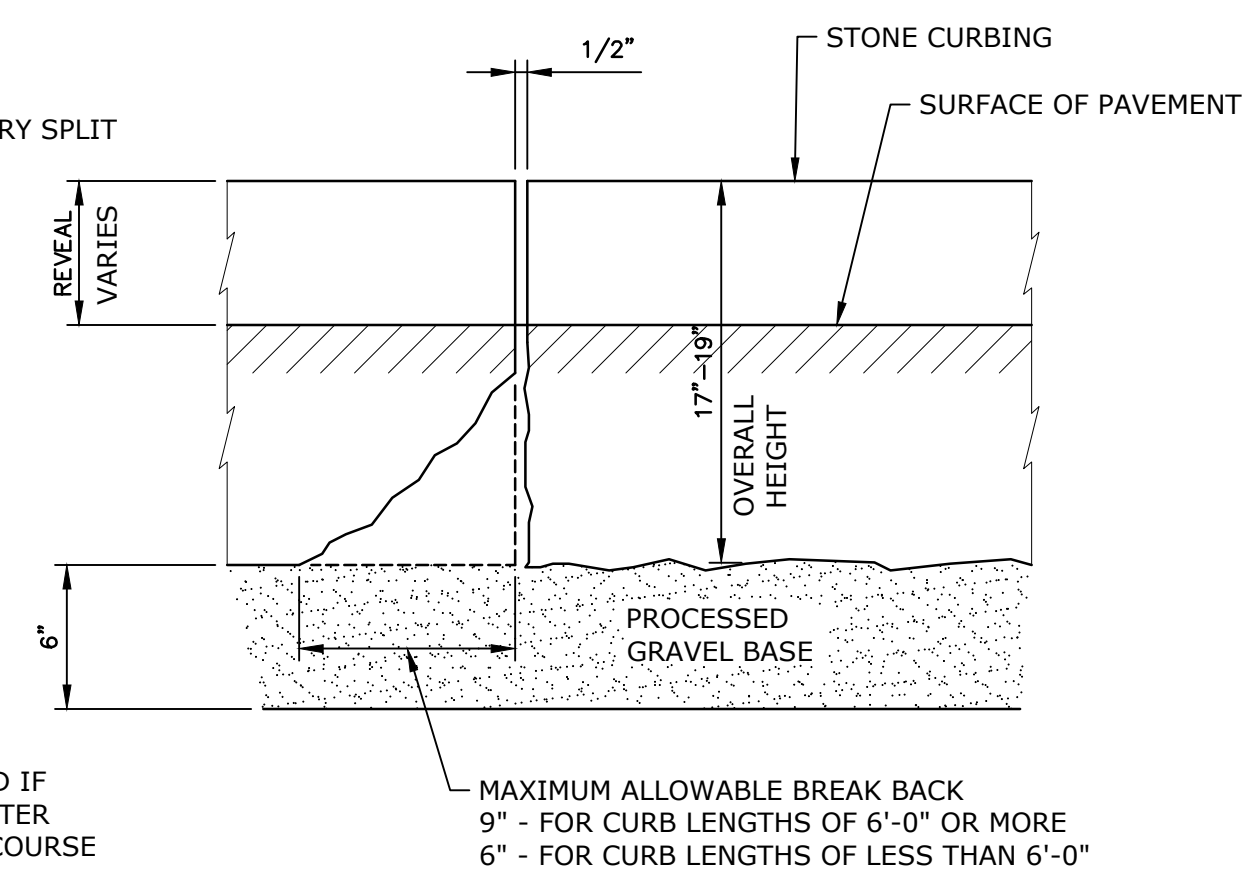 1/2"
STONE CURBING
SURFACE OF PAVEMENT
RY SPLIT
REVEAL
VARIES
17"-19"
OVERALL
HEIGHT
6"
PROCESSED
GRAVEL BASE
D IF
TER
COURSE
MAXIMUM ALLOWABLE BREAK BACK
9" - FOR CURB LENGTHS OF 6'-0" OR MORE
6" - FOR CURB LENGTHS OF LESS THAN 6'-0"